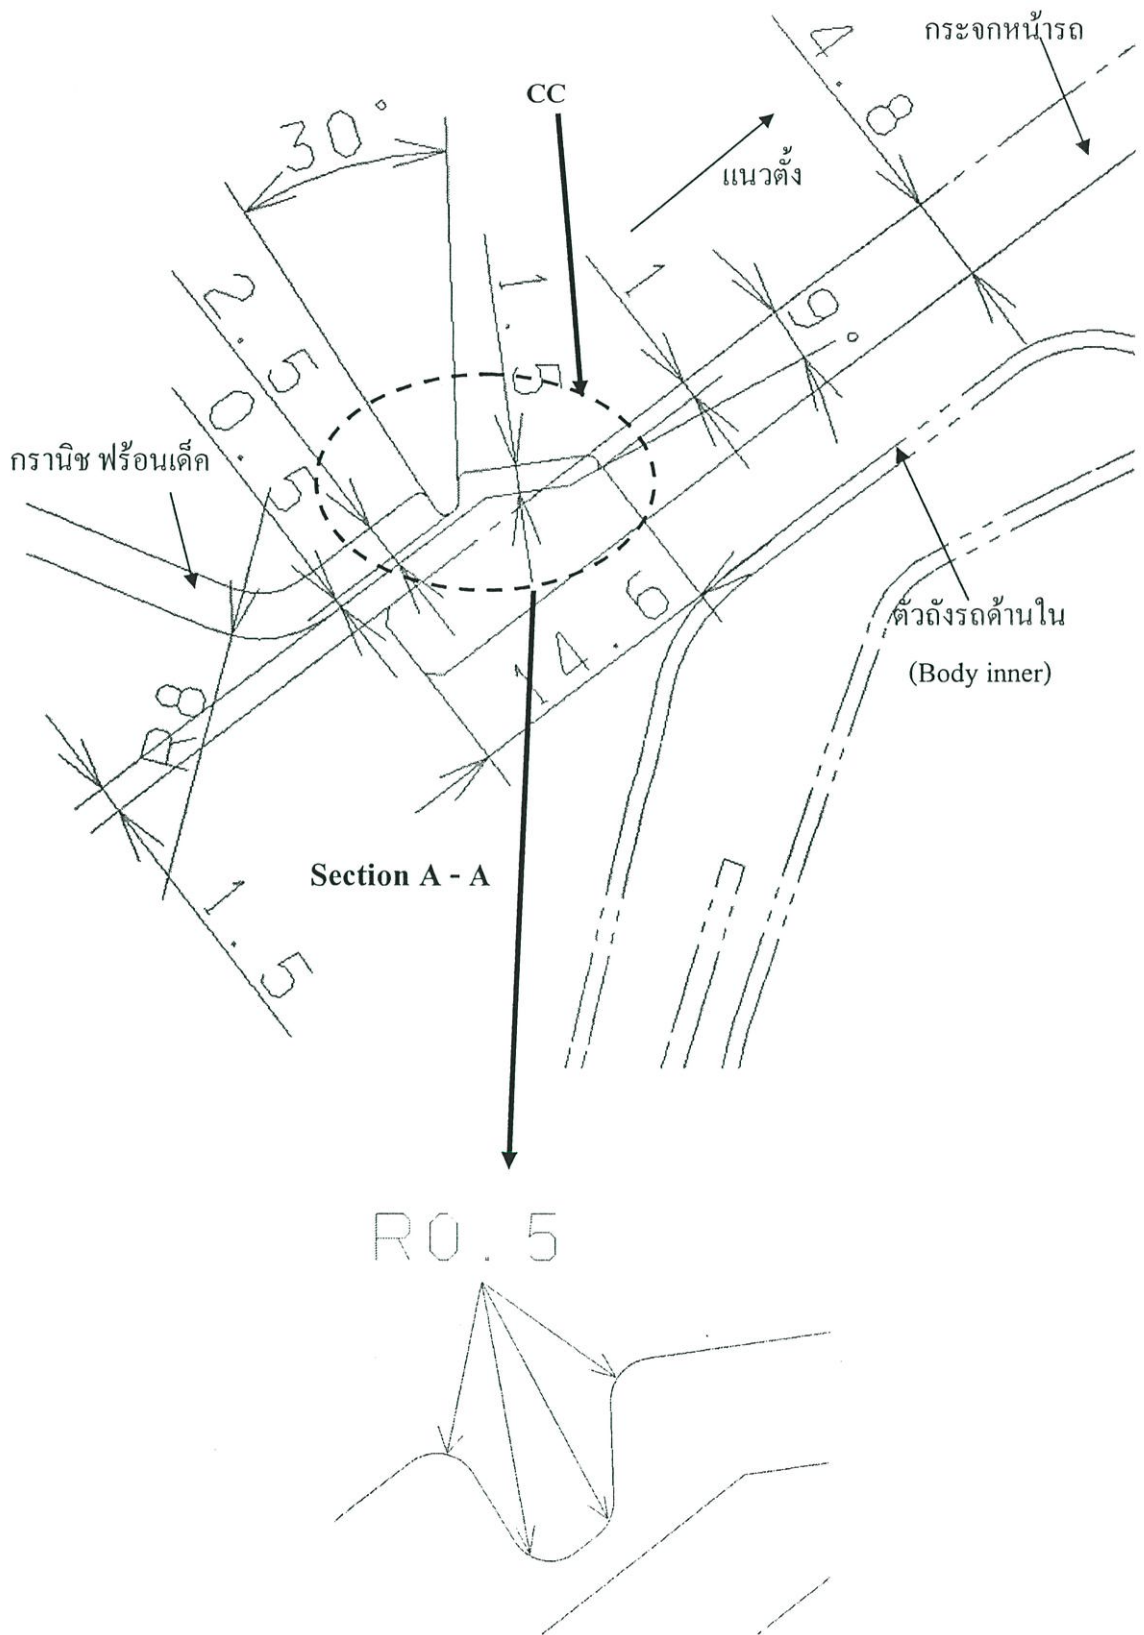 กระจกหน้ารถ
4.8
CC
30°
แนวตั้ง
2.5
1.5
1
9°
0.5
กรานิช ฟร้อนเด็ค
14.6
ตัวถังรถด้านใน
(Body inner)
R8
Section A - A
1.5
R0.5